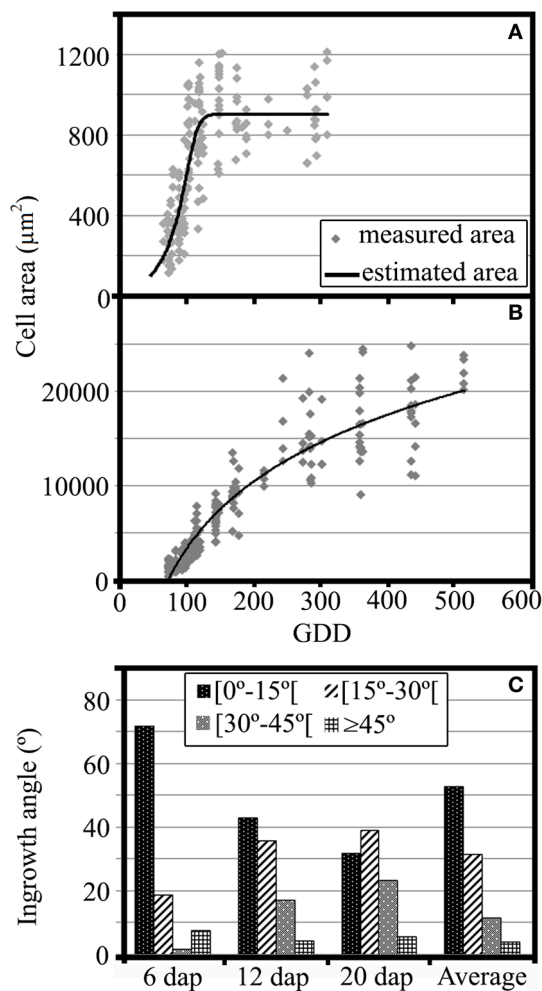 A
1200
800
400
0
measured area
estimated area
Cell area (μm²)
B
20000
10000
0
0 100 200 300 400 500 600
GDD
C
80
60
40
20
0
[0º-15º[ [15º-30º[
[30º-45º[ ≥45º
Ingrowth angle (º)
6 dap 12 dap 20 dap Average